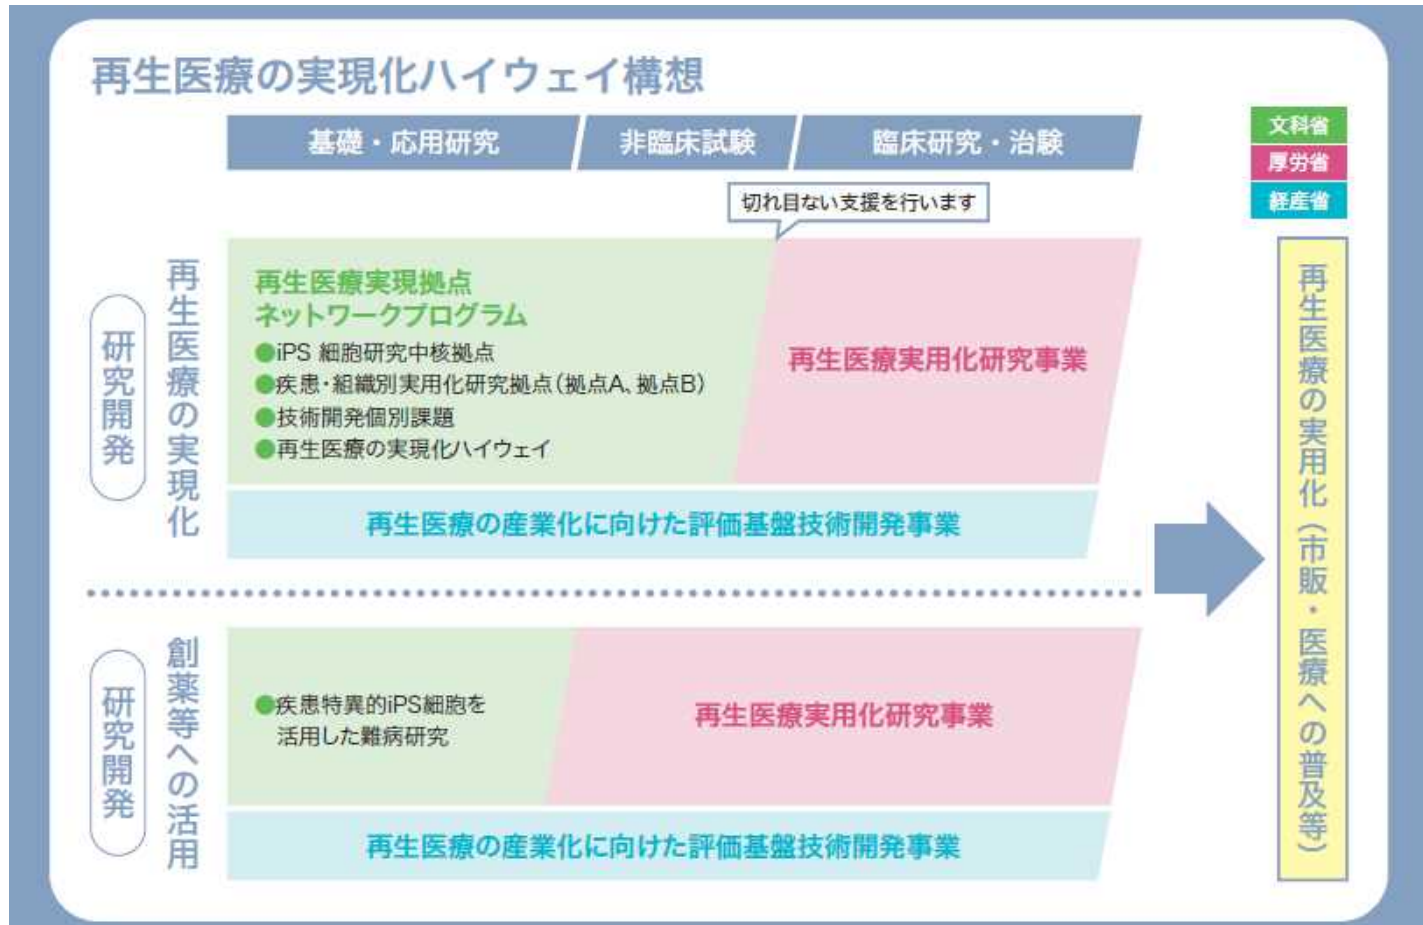 再生医療の実現化ハイウェイ構想
基礎・応用研究
非臨床試験
臨床研究・治験
文科省
厚労省
経産省
切れ目ない支援を行います
研究開発
再生医療の実現化
再生医療実現拠点
ネットワークプログラム
●iPS 細胞研究中核拠点
●疾患・組織別実用化研究拠点（拠点A、拠点B）
●技術開発個別課題
●再生医療の実現化ハイウェイ
再生医療実用化研究事業
再生医療の産業化に向けた評価基盤技術開発事業
研究開発
創薬等への活用
●疾患特異的iPS細胞を
活用した難病研究
再生医療実用化研究事業
再生医療の産業化に向けた評価基盤技術開発事業
再生医療の実用化（市販・医療への普及等）